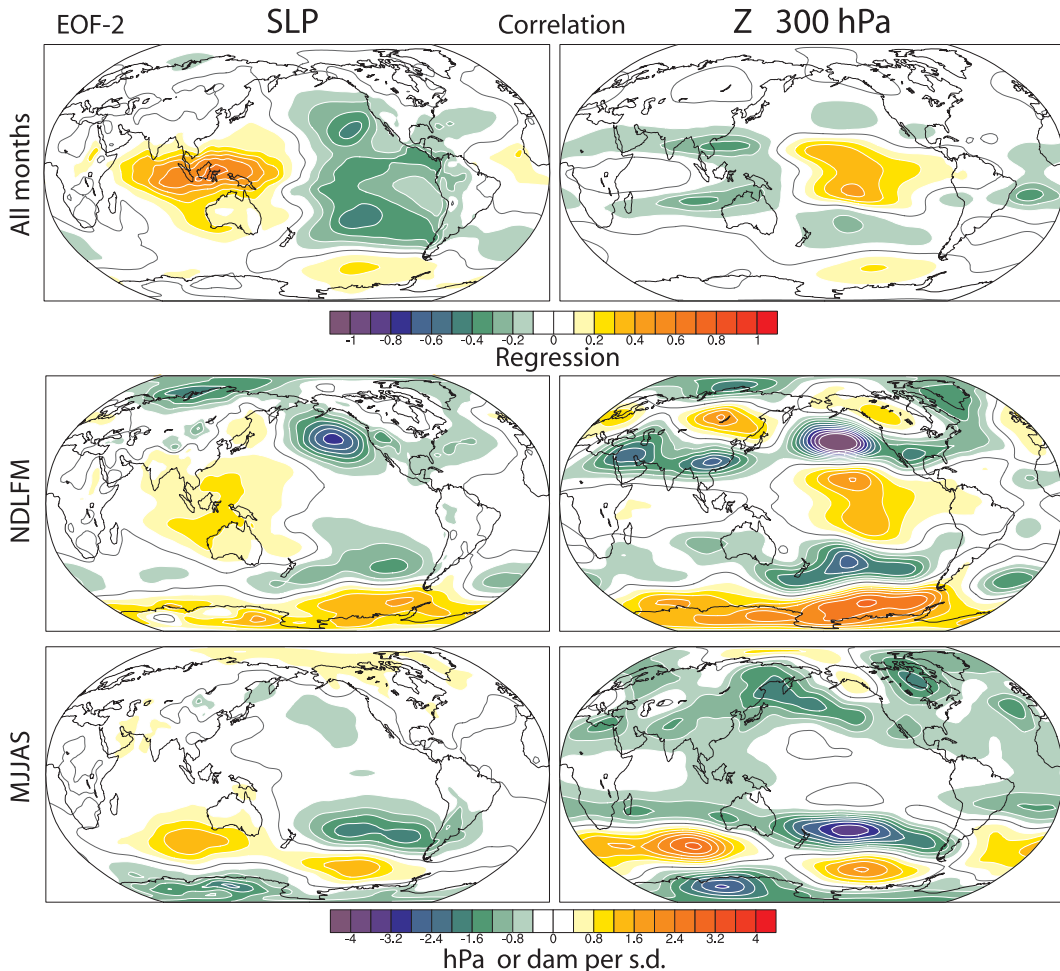 EOF-2 SLP Correlation Z 300 hPa
All months
-1 -0.8 -0.6 -0.4 -0.2 0 0.2 0.4 0.6 0.8 1
Regression
NDLFM
MJJAS
-4 -3.2 -2.4 -1.6 -0.8 0 0.8 1.6 2.4 3.2 4
hPa or dam per s.d.